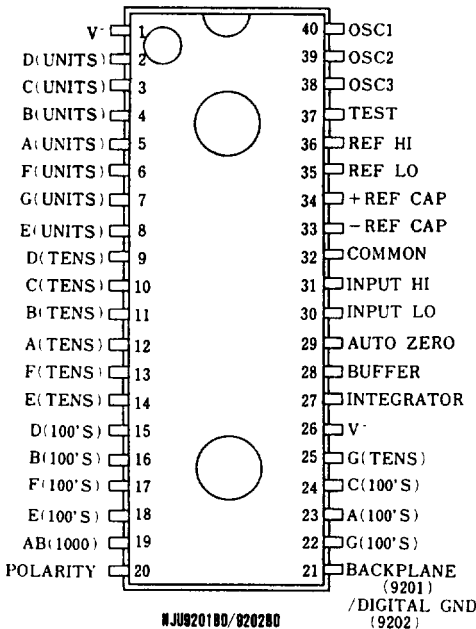 V- 1
D(UNITS) 2
C(UNITS) 3
B(UNITS) 4
A(UNITS) 5
F(UNITS) 6
G(UNITS) 7
E(UNITS) 8
D(TENS) 9
C(TENS) 10
B(TENS) 11
A(TENS) 12
F(TENS) 13
E(TENS) 14
D(100'S) 15
B(100'S) 16
F(100'S) 17
E(100'S) 18
AB(1000) 19
POLARITY 20
40 OSC1
39 OSC2
38 OSC3
37 TEST
36 REF HI
35 REF LO
34 +REF CAP
33 -REF CAP
32 COMMON
31 INPUT HI
30 INPUT LO
29 AUTO ZERO
28 BUFFER
27 INTEGRATOR
26 V-
25 G(TENS)
24 C(100'S)
23 A(100'S)
22 G(100'S)
21 BACKPLANE
(9201)
/DIGITAL GND
(9202)
NJU9201BD/9202BD